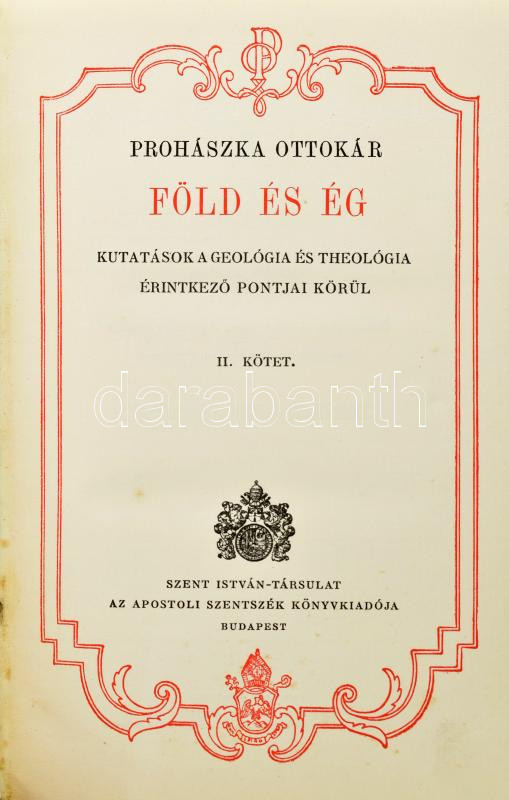 PROHÁSZKA OTTOKÁR
FÖLD ÉS ÉG
KUTATÁSOK A GEOLÓGIA ÉS THEOLÓGIA
ÉRINTKEZŐ PONTJAI KÖRÜL
II. KÖTET.
darabanth
SZENT ISTVÁN-TÁRSULAT
AZ APOSTOLI SZENTSZÉK KÖNYVKIADÓJA
BUDAPEST